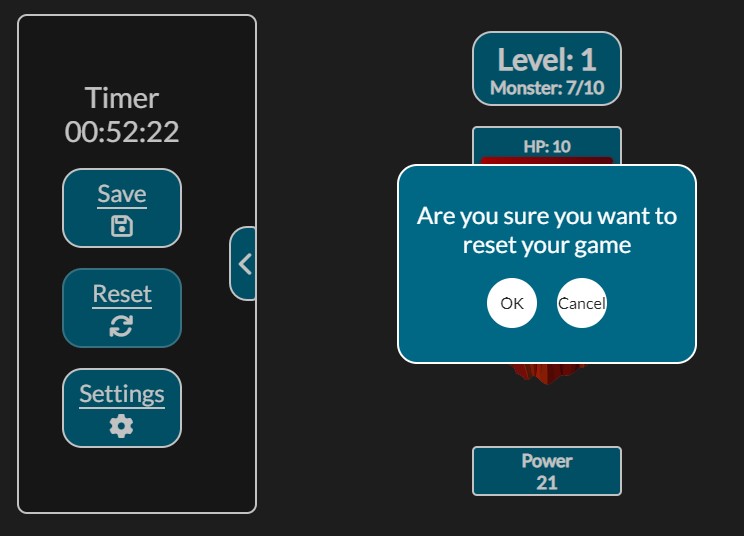 Timer
00:52:22
Save
Reset
Settings
Level: 1
Monster: 7/10
HP: 10
Are you sure you want to
reset your game
OK
Cancel
Power
21